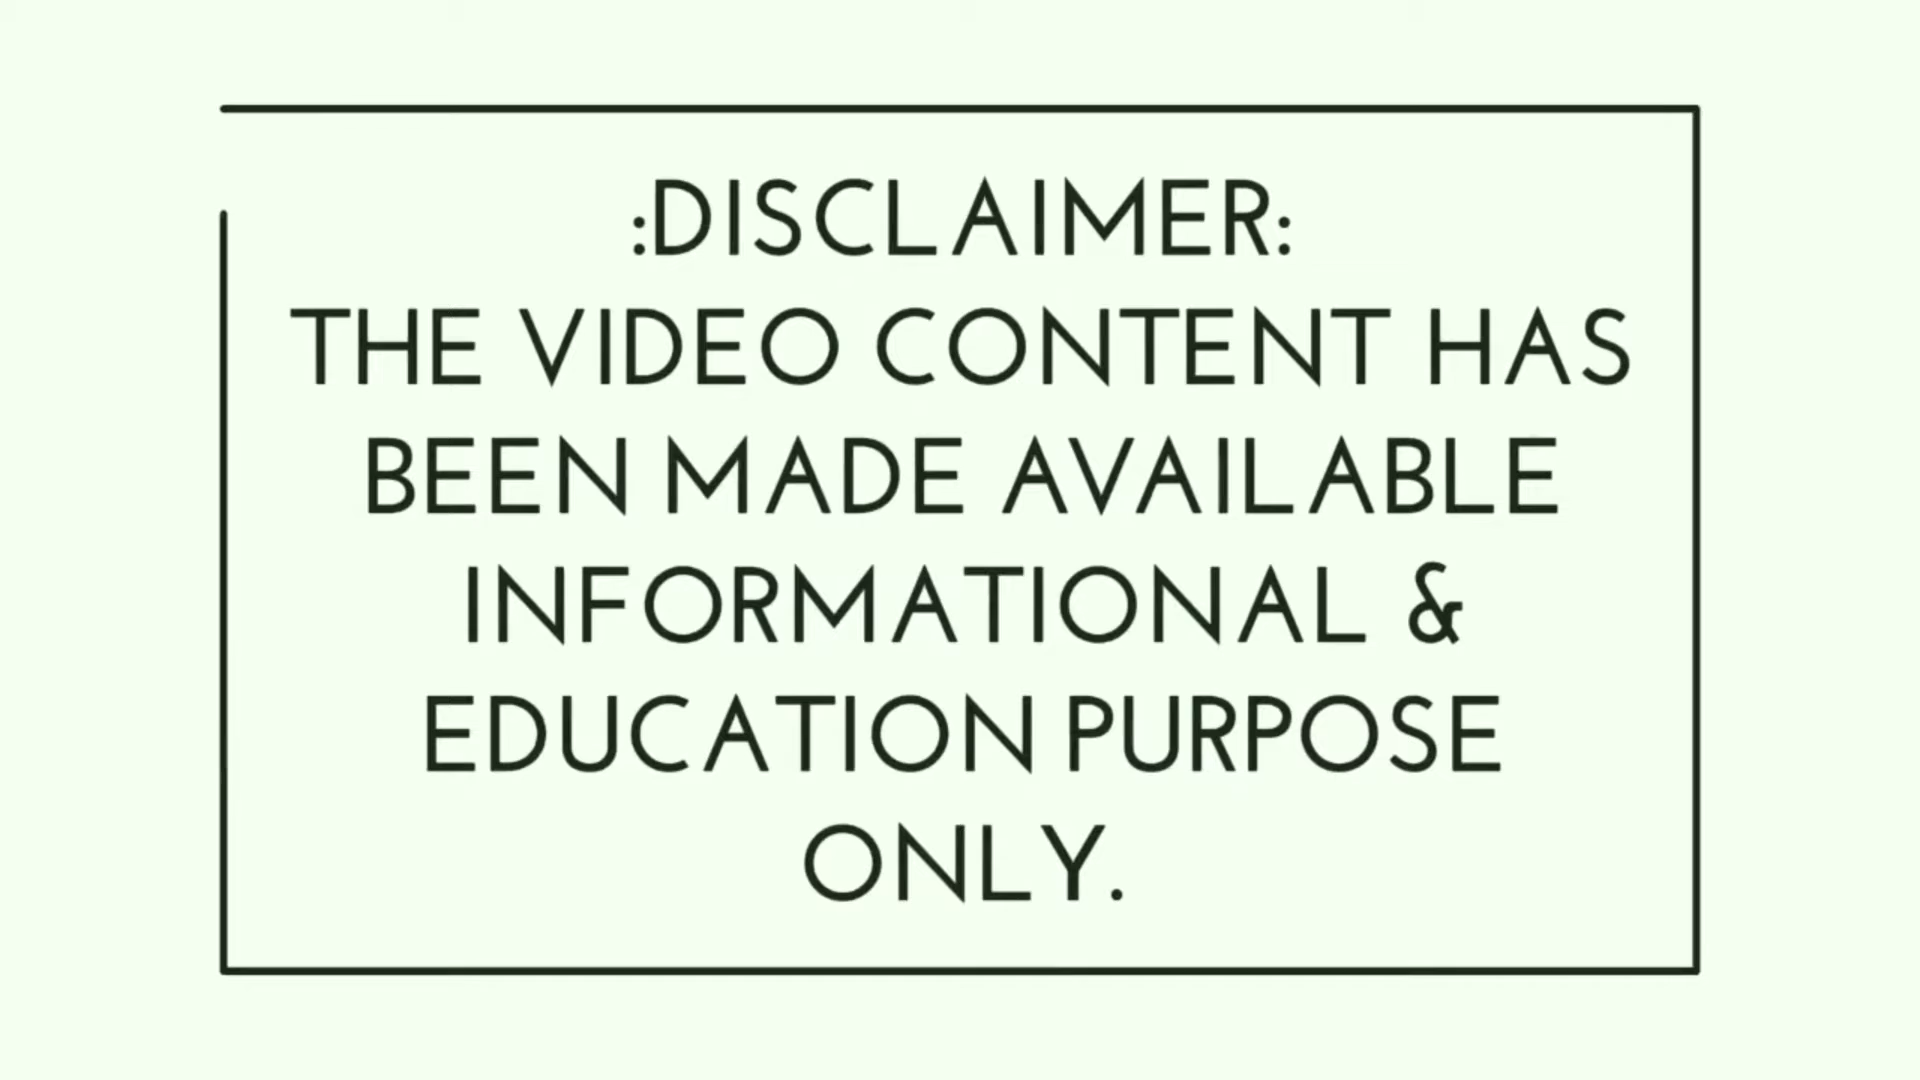 :DISCLAIMER:
THE VIDEO CONTENT HAS
BEEN MADE AVAILABLE
INFORMATIONAL &
EDUCATION PURPOSE
ONLY.